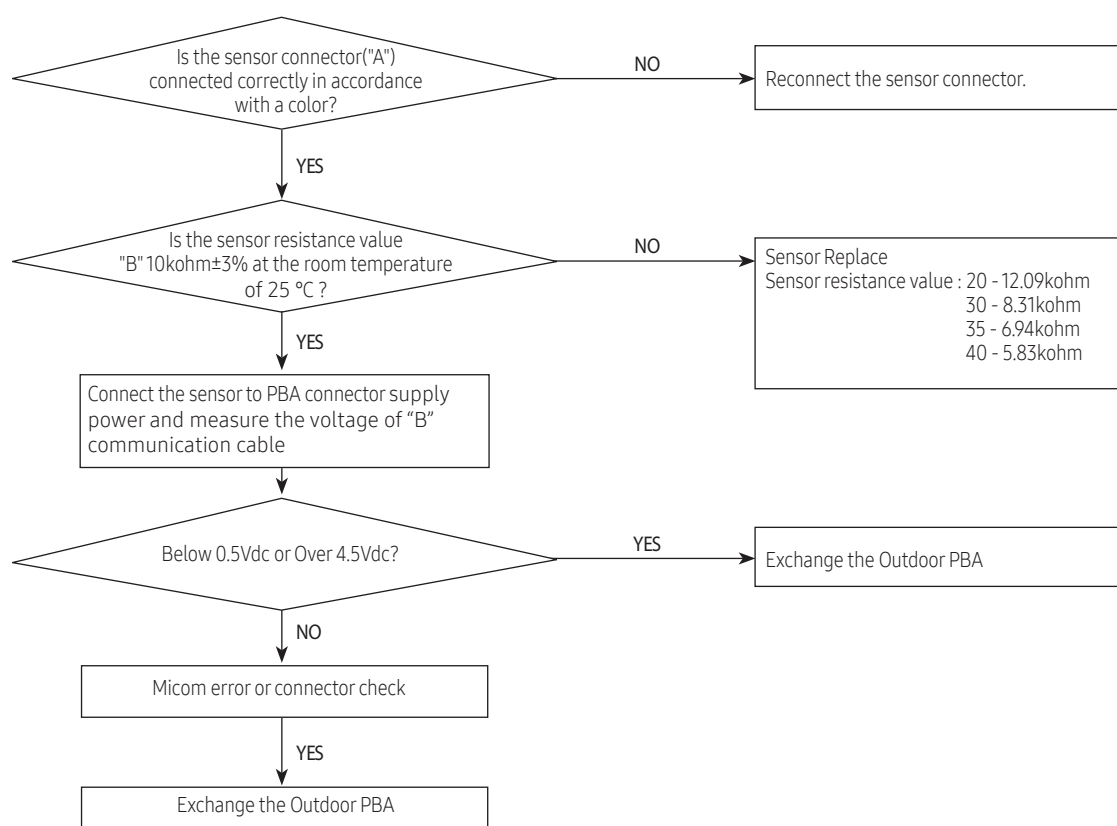 Is the sensor connector("A")
connected correctly in accordance
with a color?
NO
Reconnect the sensor connector.
YES
Is the sensor resistance value
"B" 10kohm±3% at the room temperature
of 25 °C ?
NO
Sensor Replace
Sensor resistance value : 20 - 12.09kohm
30 - 8.31kohm
35 - 6.94kohm
40 - 5.83kohm
YES
Connect the sensor to PBA connector supply
power and measure the voltage of “B”
communication cable
Below 0.5Vdc or Over 4.5Vdc?
YES
Exchange the Outdoor PBA
NO
Micom error or connector check
YES
Exchange the Outdoor PBA